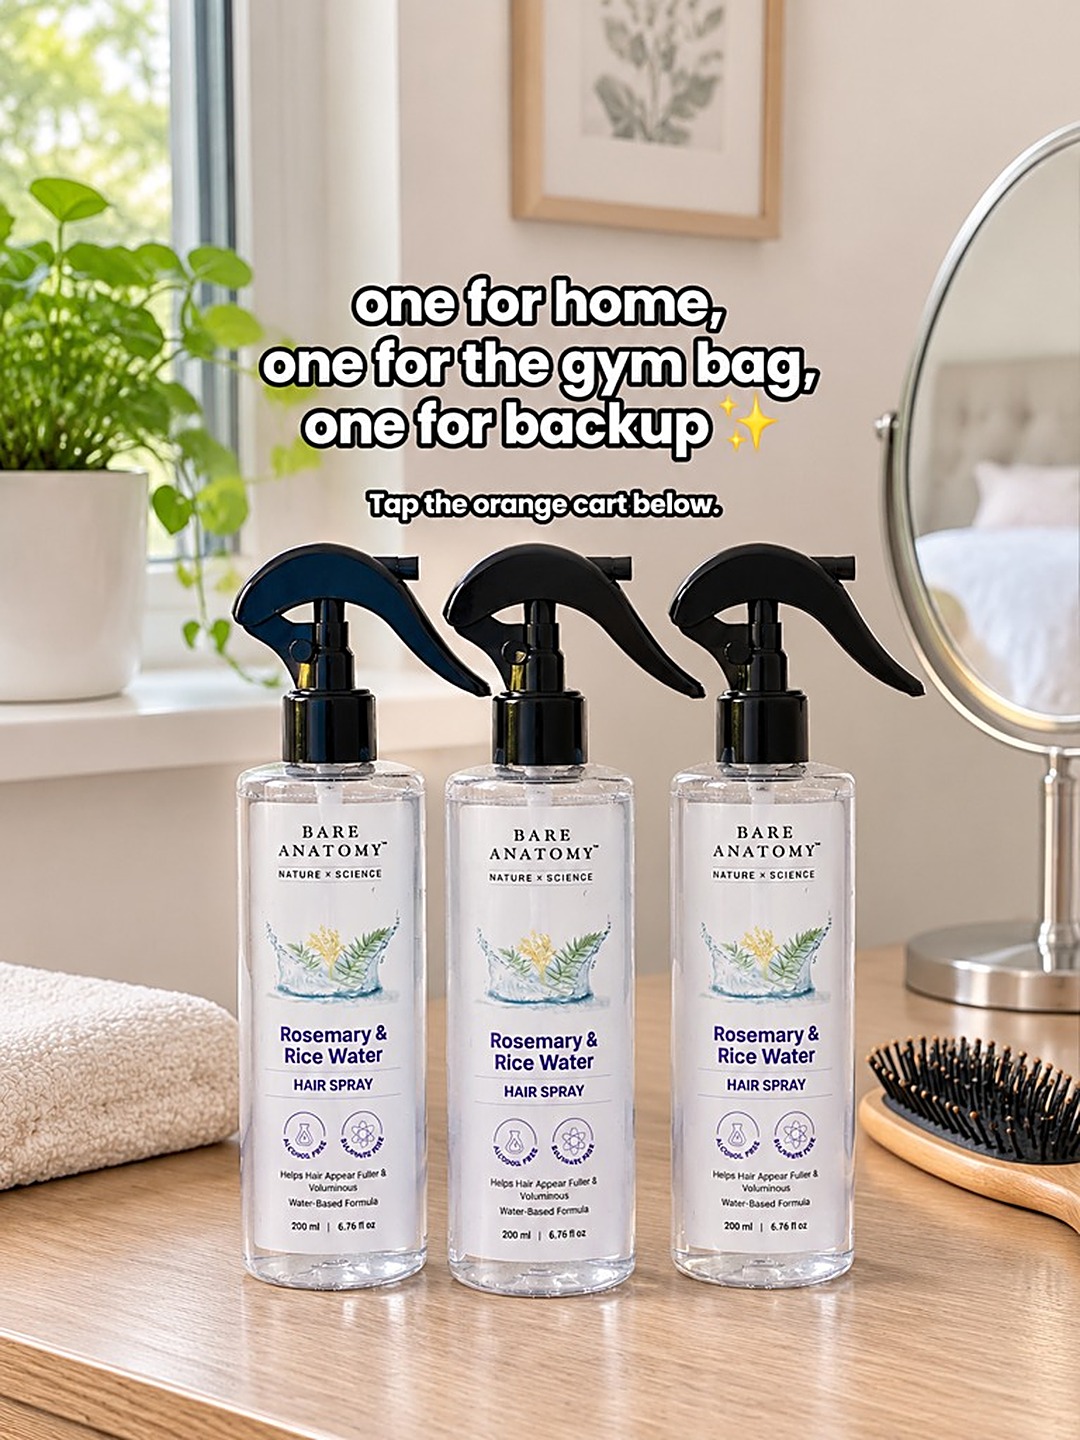 one for home,
one for the gym bag,
one for backup ✨
Tap the orange cart below.
BARE
ANATOMY™
NATURE × SCIENCE
Rosemary &
Rice Water
HAIR SPRAY
ALCOHOL FREE
SULPHATE FREE
Helps Hair Appear Fuller &
Voluminous
Water-Based Formula
200 ml | 6.76 fl oz
BARE
ANATOMY™
NATURE × SCIENCE
Rosemary &
Rice Water
HAIR SPRAY
ALCOHOL FREE
SULPHATE FREE
Helps Hair Appear Fuller &
Voluminous
Water-Based Formula
200 ml | 6.76 fl oz
BARE
ANATOMY™
NATURE × SCIENCE
Rosemary &
Rice Water
HAIR SPRAY
ALCOHOL FREE
SULPHATE FREE
Helps Hair Appear Fuller &
Voluminous
Water-Based Formula
200 ml | 6.76 fl oz